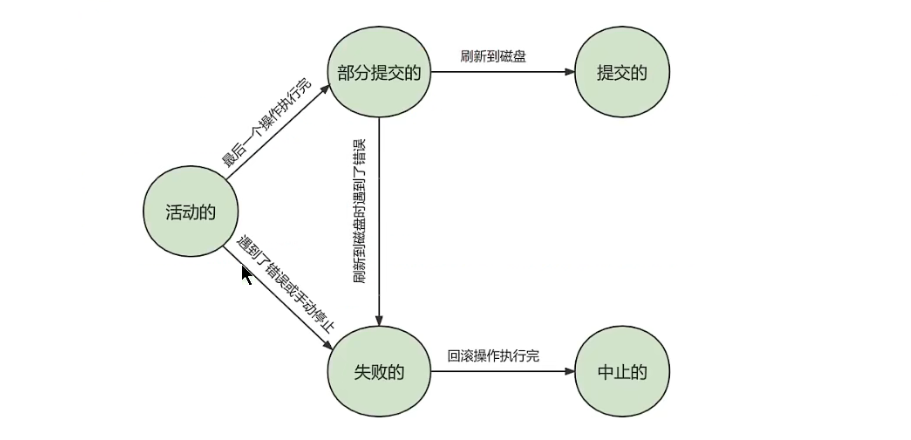 部分提交的
刷新到磁盘
提交的
最后一个操作执行完
刷新到磁盘时遇到了错误
活动的
遇到了错误或手动停止
失败的
回滚操作执行完
中止的